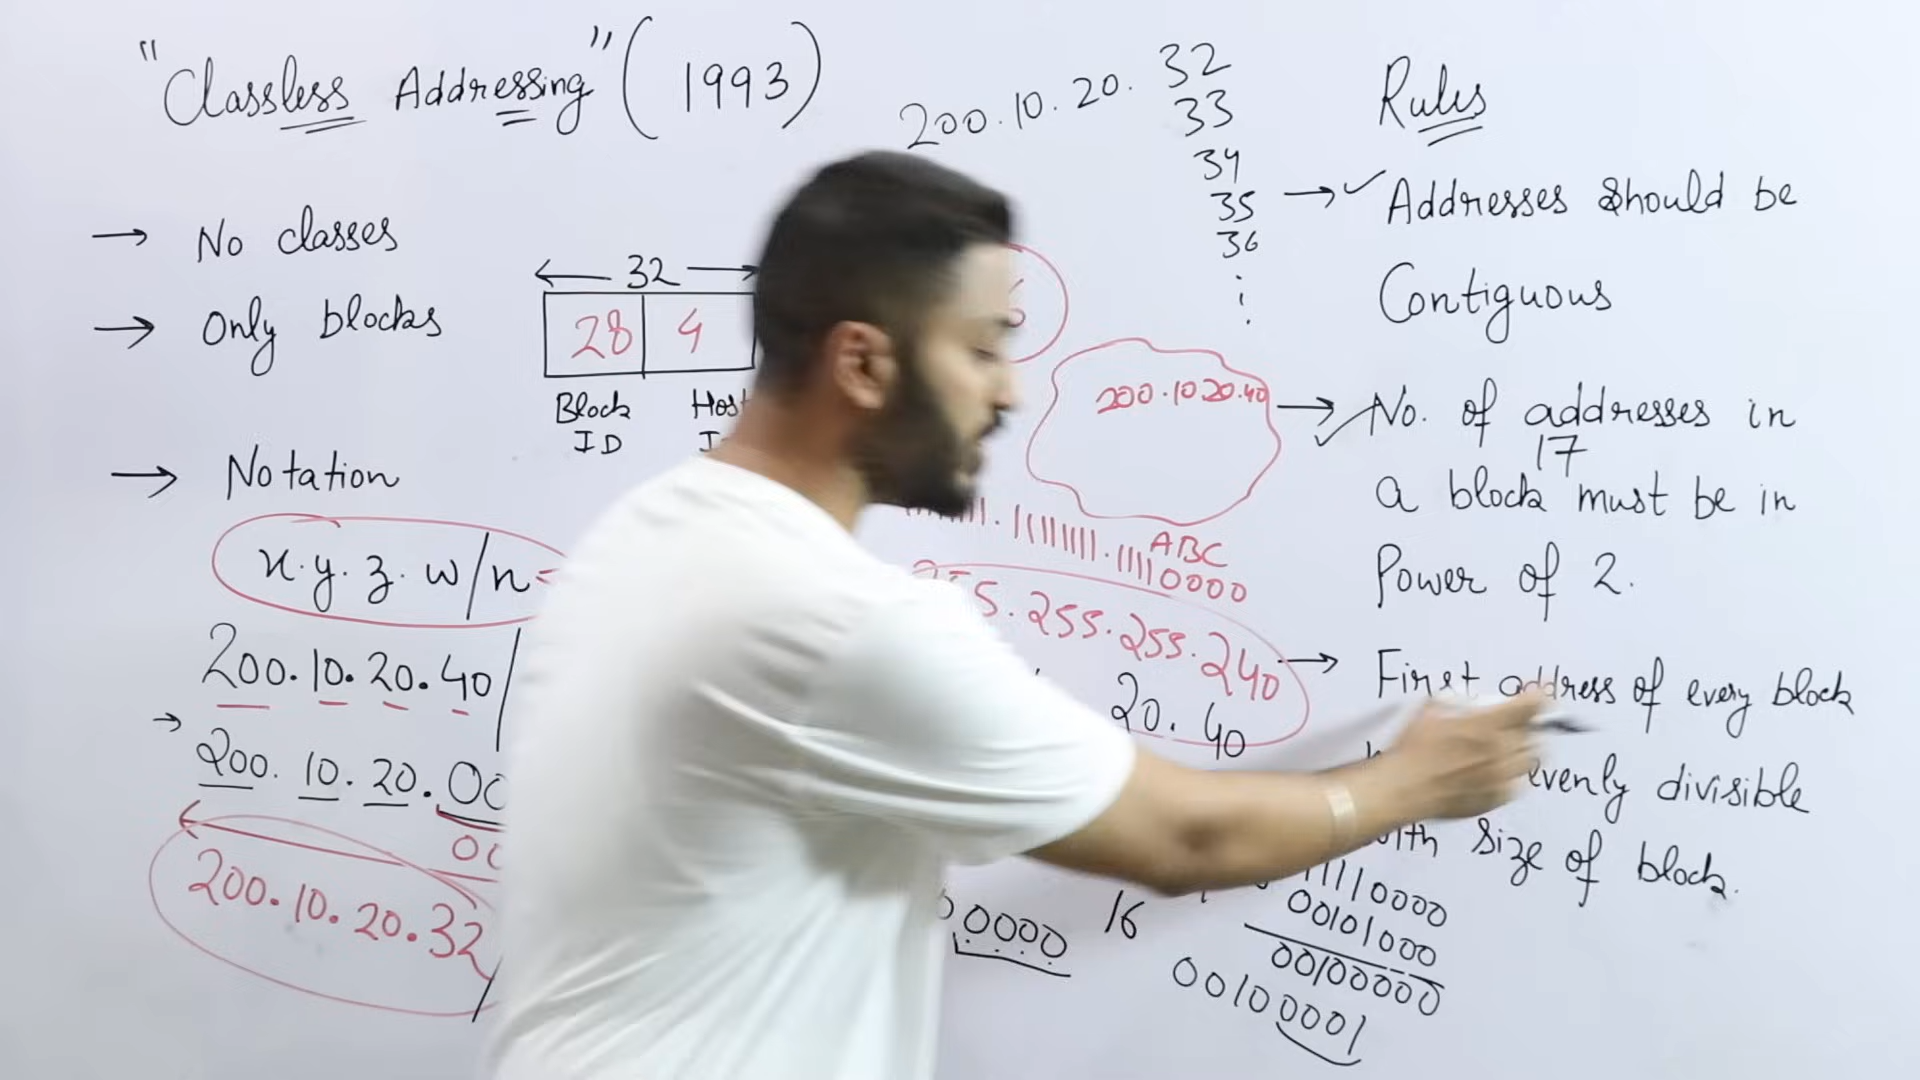 "Classless Addressing" (1993)
→ No classes
→ Only blocks
→ Notation
x.y.z.w/n
200.10.20.40/
→ 200.10.20.00
00
200.10.20.32/
← 32 →
28 | 4
Block
ID
Host
200.10.20.32
33
34
35
36
200.10.20.40
ABC
.11111111.11110000
.255.255.240
20.40
0000 16
11110000
00101000
00100000
00100001
Rules
→ ✓ Addresses should be
Contiguous
→ ✓ No. of addresses in
17
a block must be in
Power of 2.
→ First address of every block
evenly divisible
with size of block.